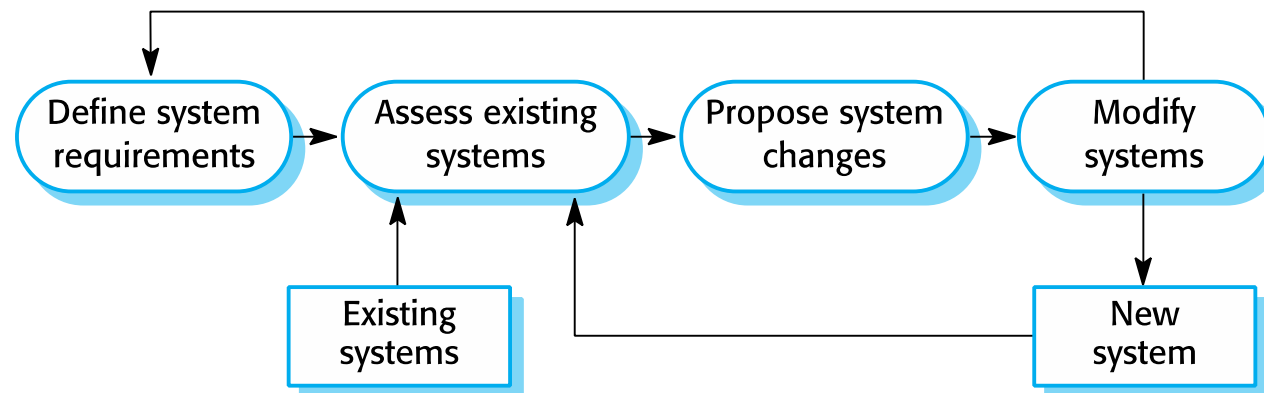 Define system
requirements
Assess existing
systems
Propose system
changes
Modify
systems
Existing
systems
New
system